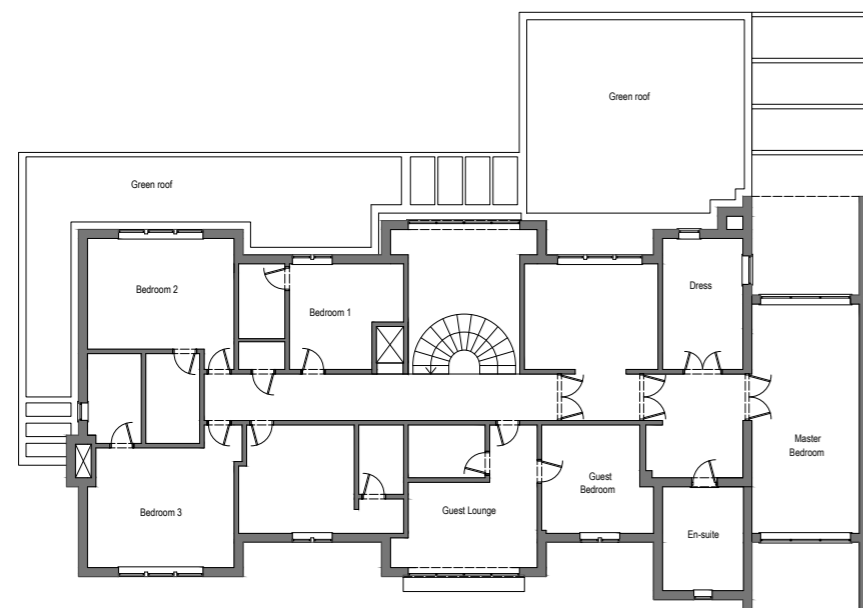 Green roof
Green roof
Bedroom 2
Bedroom 1
Dress
Master
Bedroom
Guest
Bedroom
Bedroom 3
Guest Lounge
En-suite